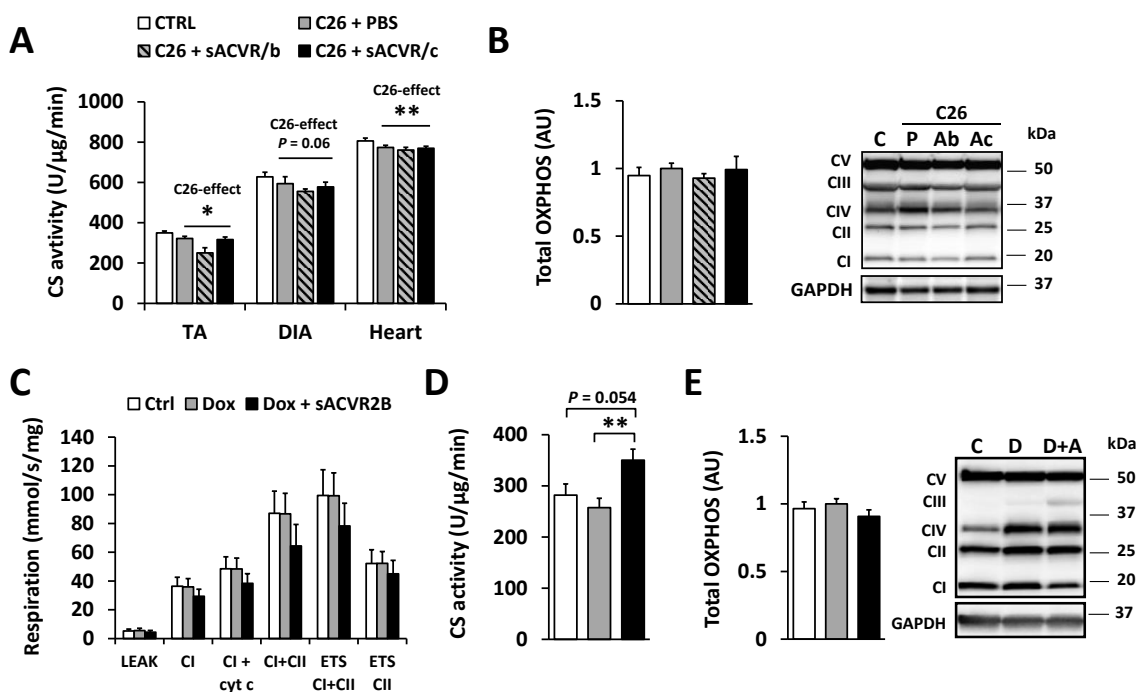 A
CTRL
C26 + PBS
C26 + sACVR/b
C26 + sACVR/c
CS avtivity (U/µg/min)
1000
800
600
400
200
0
C26-effect
*
C26-effect
P = 0.06
C26-effect
**
TA DIA Heart
B
Total OXPHOS (AU)
1.5
1
0.5
0
C26
C P Ab Ac kDa
CV
CIII
CIV
CII
CI
GAPDH
50
37
25
20
37
C
Ctrl Dox Dox + sACVR2B
Respiration (mmol/s/mg)
140
120
100
80
60
40
20
0
LEAK CI CI + CI+CII ETS ETS
cyt c CI+CII CII
D
P = 0.054
**
CS activity (U/µg/min)
400
300
200
100
0
E
Total OXPHOS (AU)
1.5
1
0.5
0
C D D+A kDa
CV
CIII
CIV
CII
CI
GAPDH
50
37
25
20
37